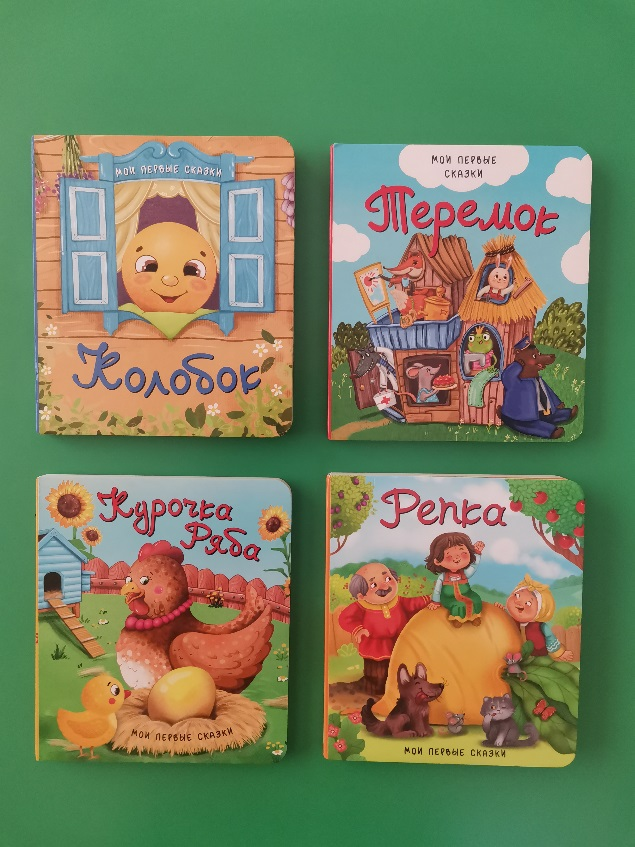 МОИ ПЕРВЫЕ СКАЗКИ
Колобок
МОИ ПЕРВЫЕ
СКАЗКИ
Теремок
Курочка
Ряба
МОИ ПЕРВЫЕ СКАЗКИ
Репка
МОИ ПЕРВЫЕ СКАЗКИ